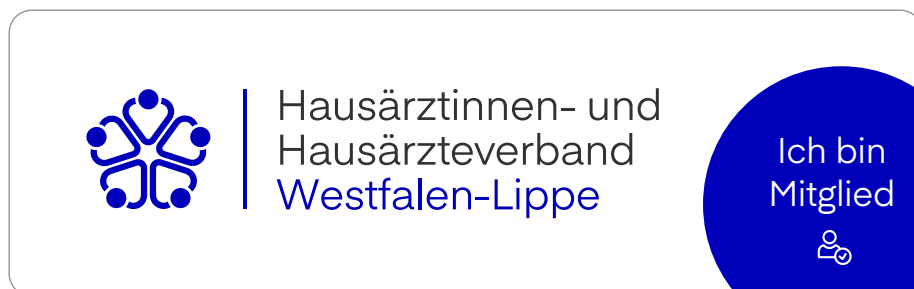 Hausärztinnen- und
Hausärzteverband
Westfalen-Lippe
Ich bin
Mitglied